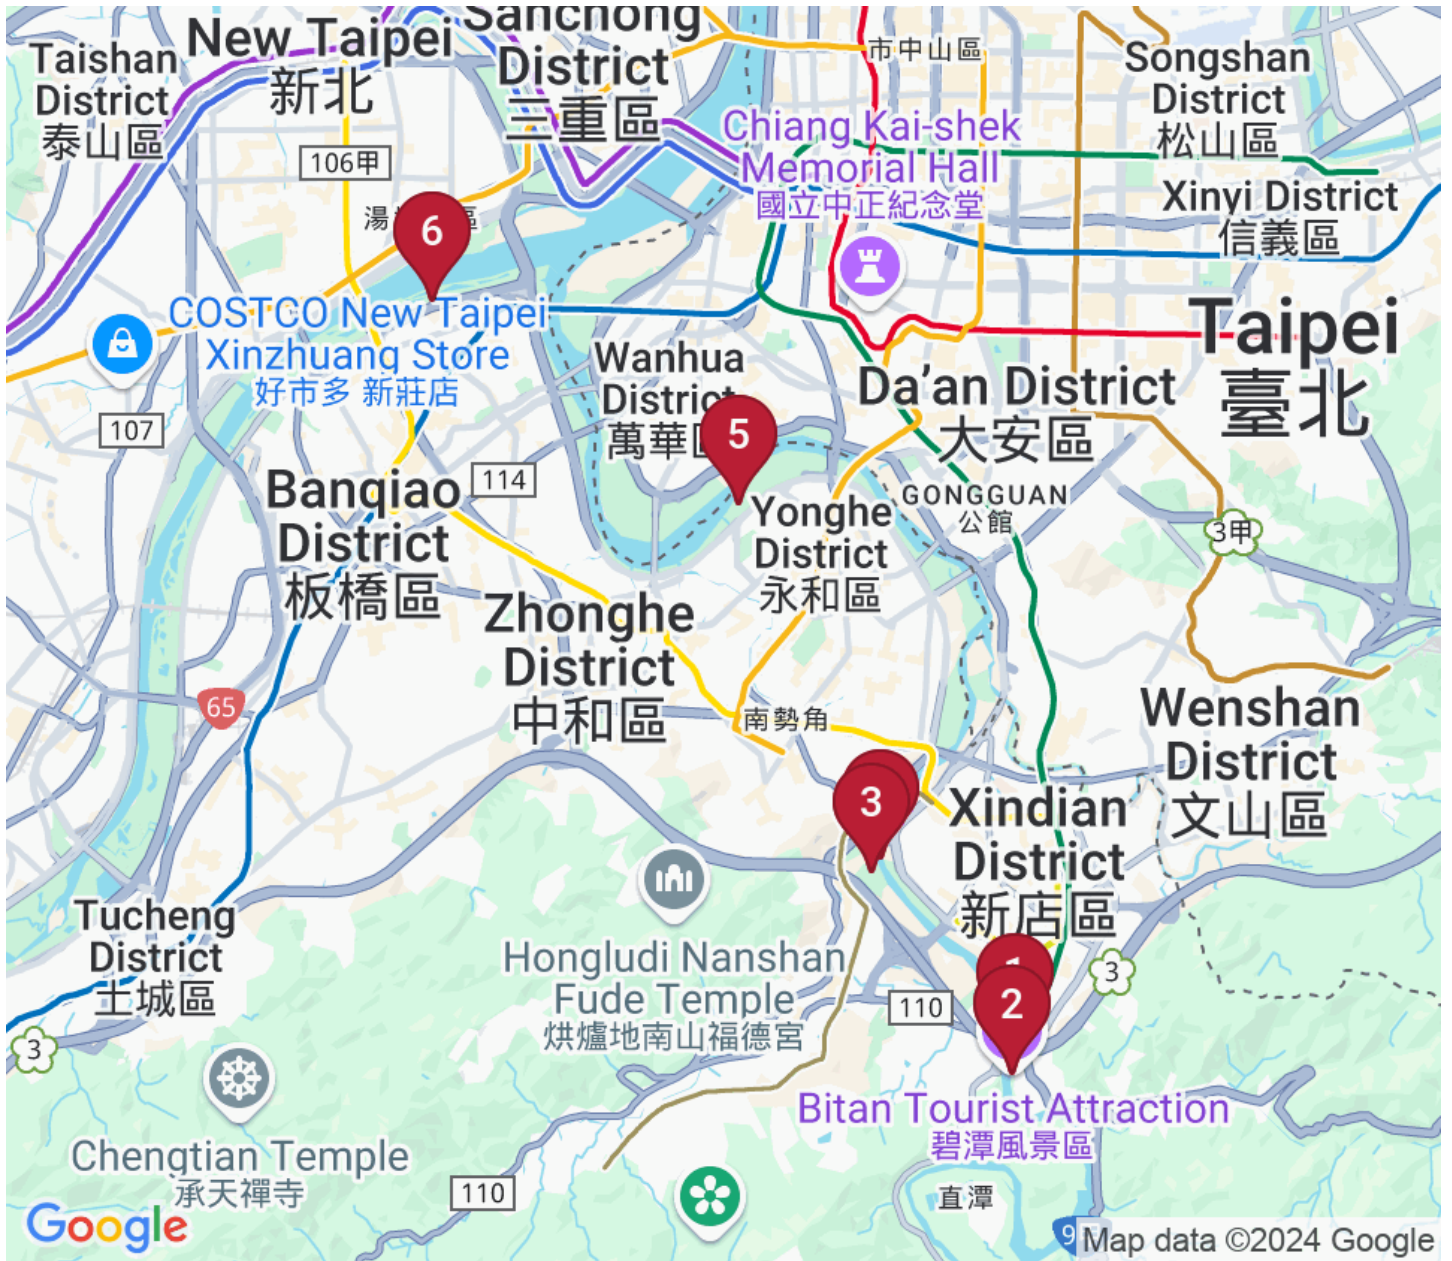 Sanchong
District
三重區
New Taipei
新北
Taishan
District
泰山區
市中山區
Songshan
District
松山區
Chiang Kai-shek
Memorial Hall
國立中正紀念堂
106甲
Xinyi District
信義區
6
COSTCO New Taipei
Xinzhuang Store
好市多 新莊店
Taipei
臺北
Wanhua
District
Da'an District
大安區
107
5
114
Banqiao
District
板橋區
Yonghe
District
永和區
GONGGUAN
公館
3甲
Zhonghe
District
中和區
65
南勢角
Wenshan
District
文山區
3
Xindian
District
新店區
Tucheng
District
土城區
Hongludi Nanshan
Fude Temple
烘爐地南山福德宮
110
3
2
3
Bitan Tourist Attraction
碧潭風景區
Chengtian Temple
承天禪寺
110
直潭
Google
Map data ©2024 Google